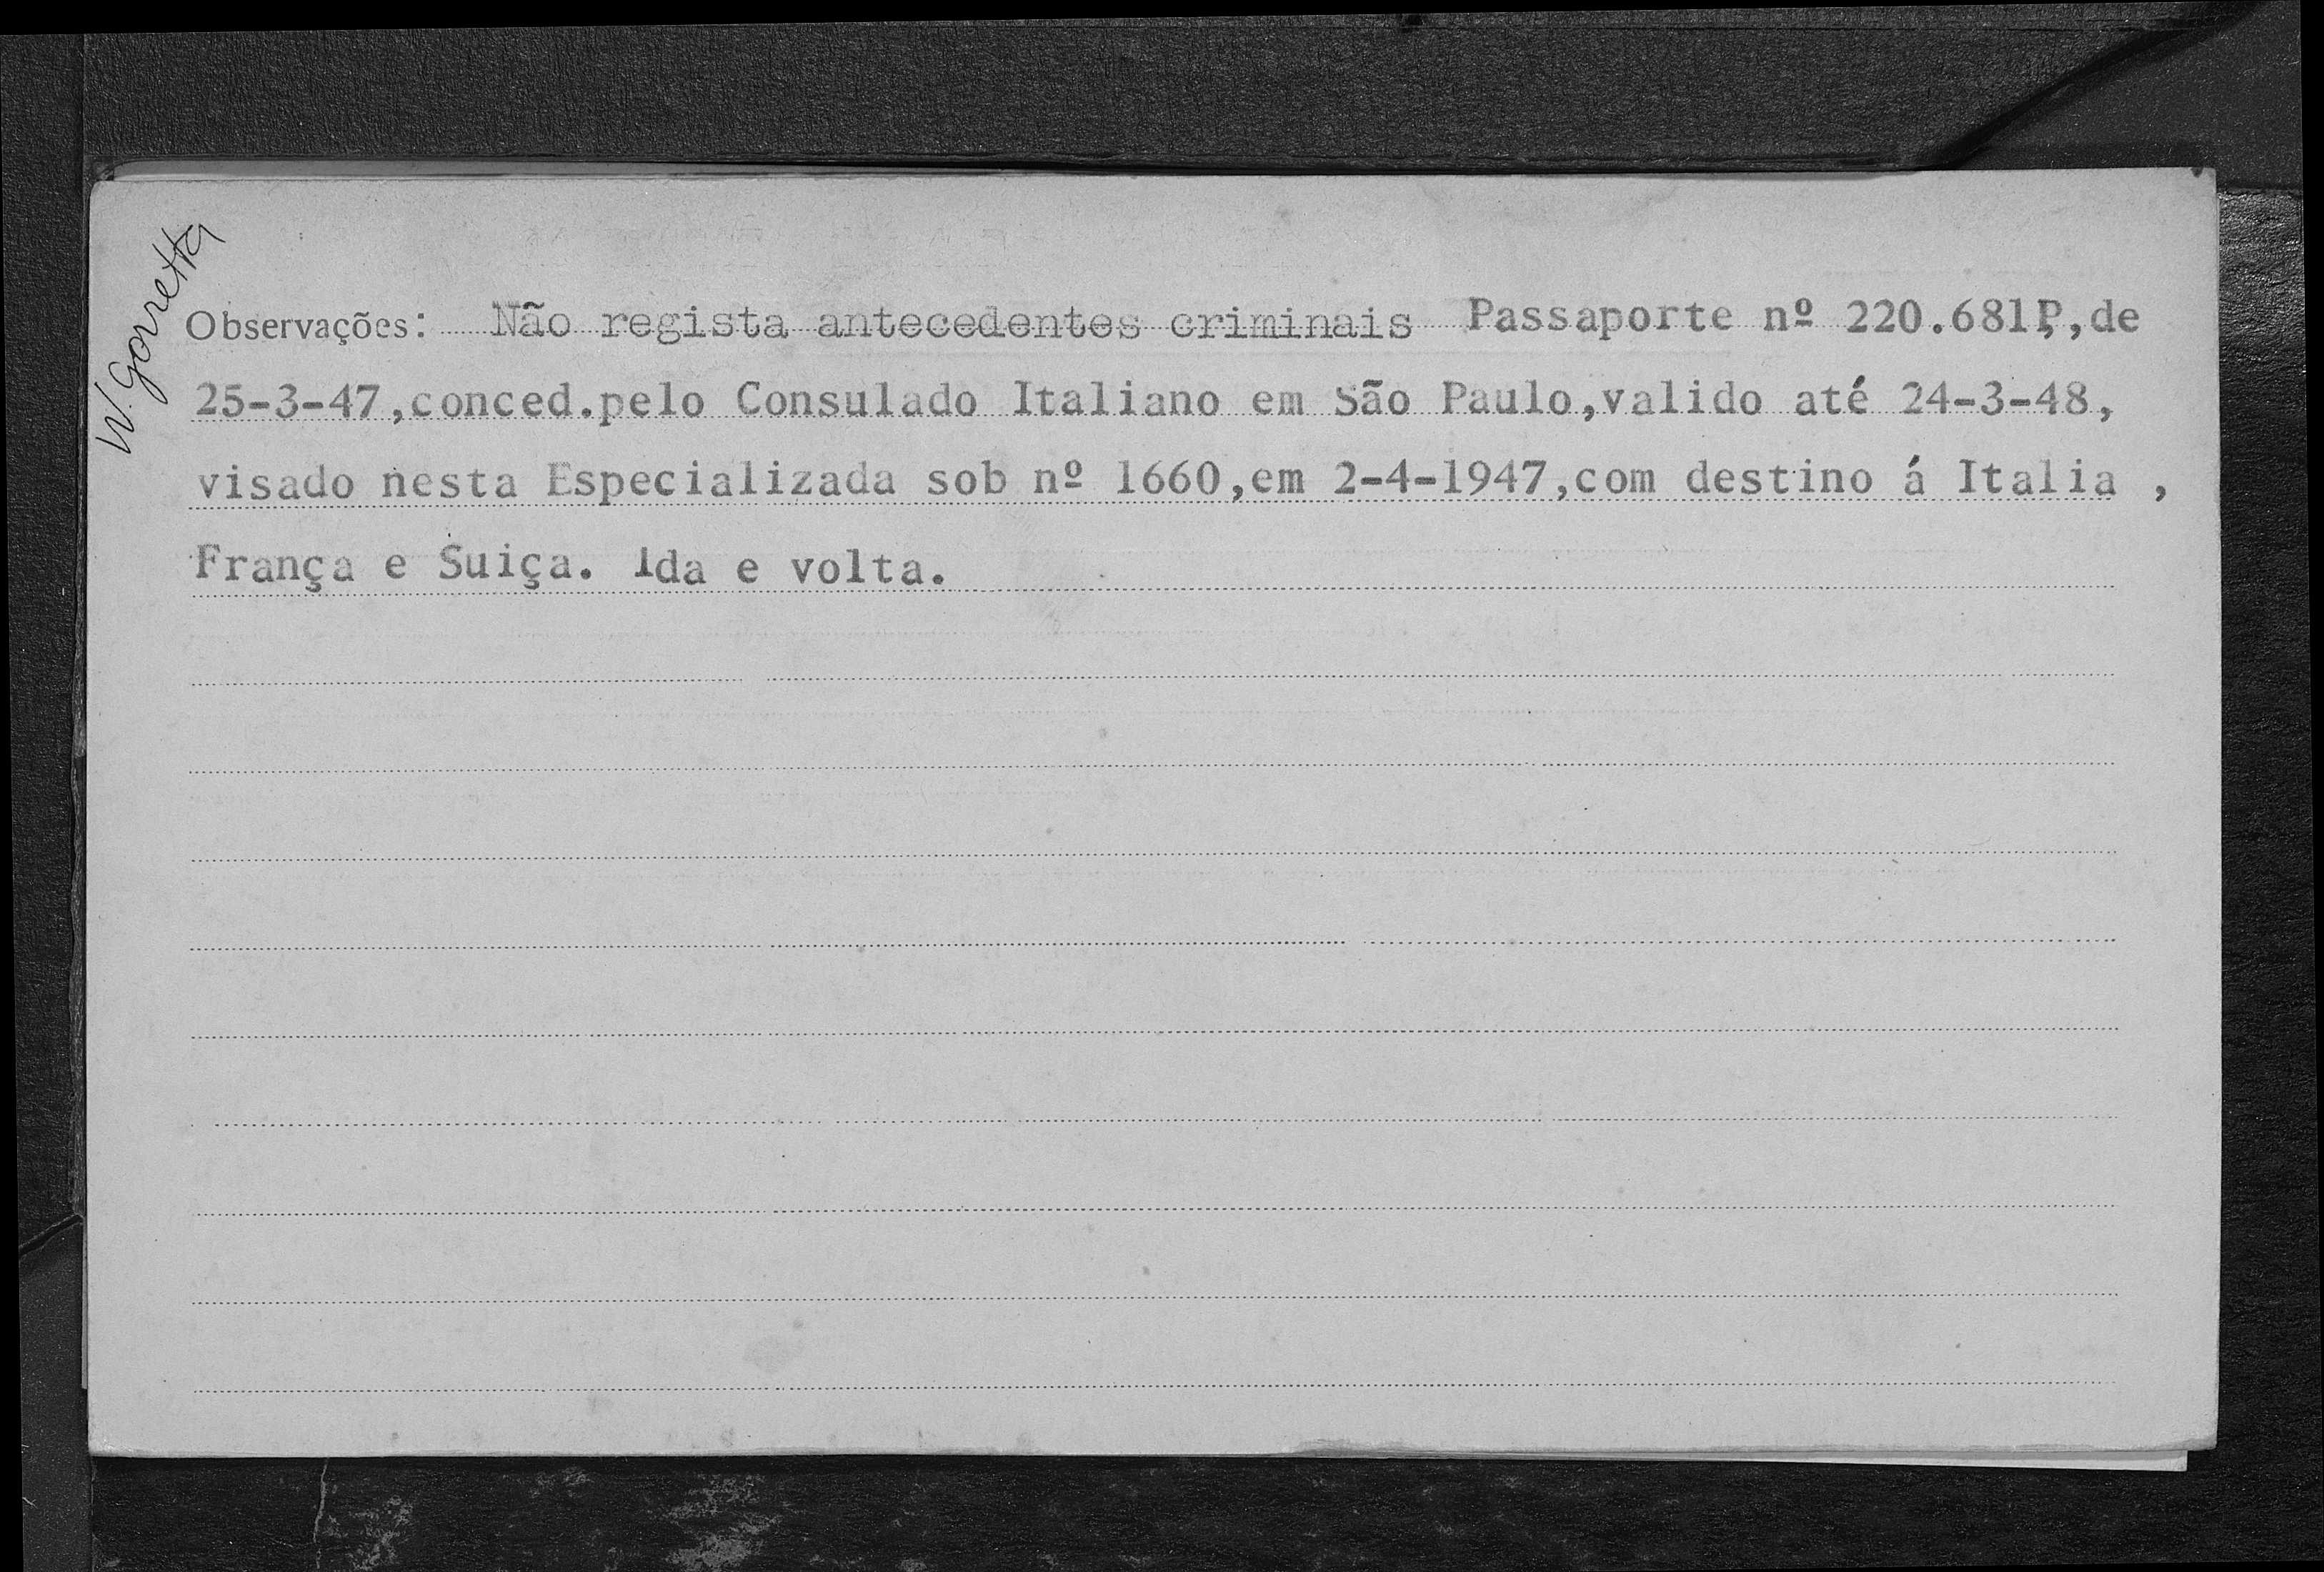 W. Gorretta
Observações: Não regista antecedentes criminais Passaporte nº 220.681P,de
25-3-47,conced.pelo Consulado Italiano em São Paulo,valido até 24-3-48,
visado nesta Especializada sob nº 1660,em 2-4-1947,com destino á Italia ,
França e Suiça. Ida e volta.